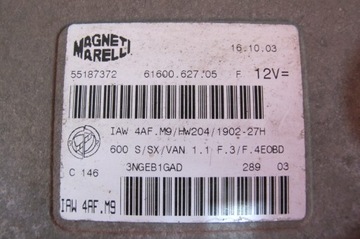 MAGNETI MARELLI
16.10.03
55187372 61600.627.05 F 12V=
IAW 4AF.M9/HW204/1902-27H
600 S/SX/VAN 1.1 F.3/F.4EOBD
C 146 3NGEB1GAD 289 03
IAW 4AF.M9